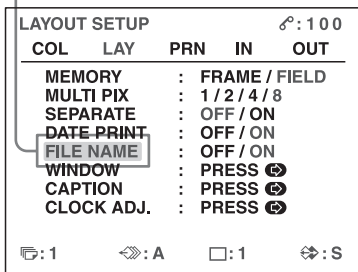 LAYOUT SETUP :100
COL LAY PRN IN OUT
MEMORY : FRAME / FIELD
MULTI PIX : 1 / 2 / 4 / 8
SEPARATE : OFF / ON
DATE PRINT : OFF / ON
FILE NAME : OFF / ON
WINDOW : PRESS
CAPTION : PRESS
CLOCK ADJ. : PRESS
:1 :A :1 :S